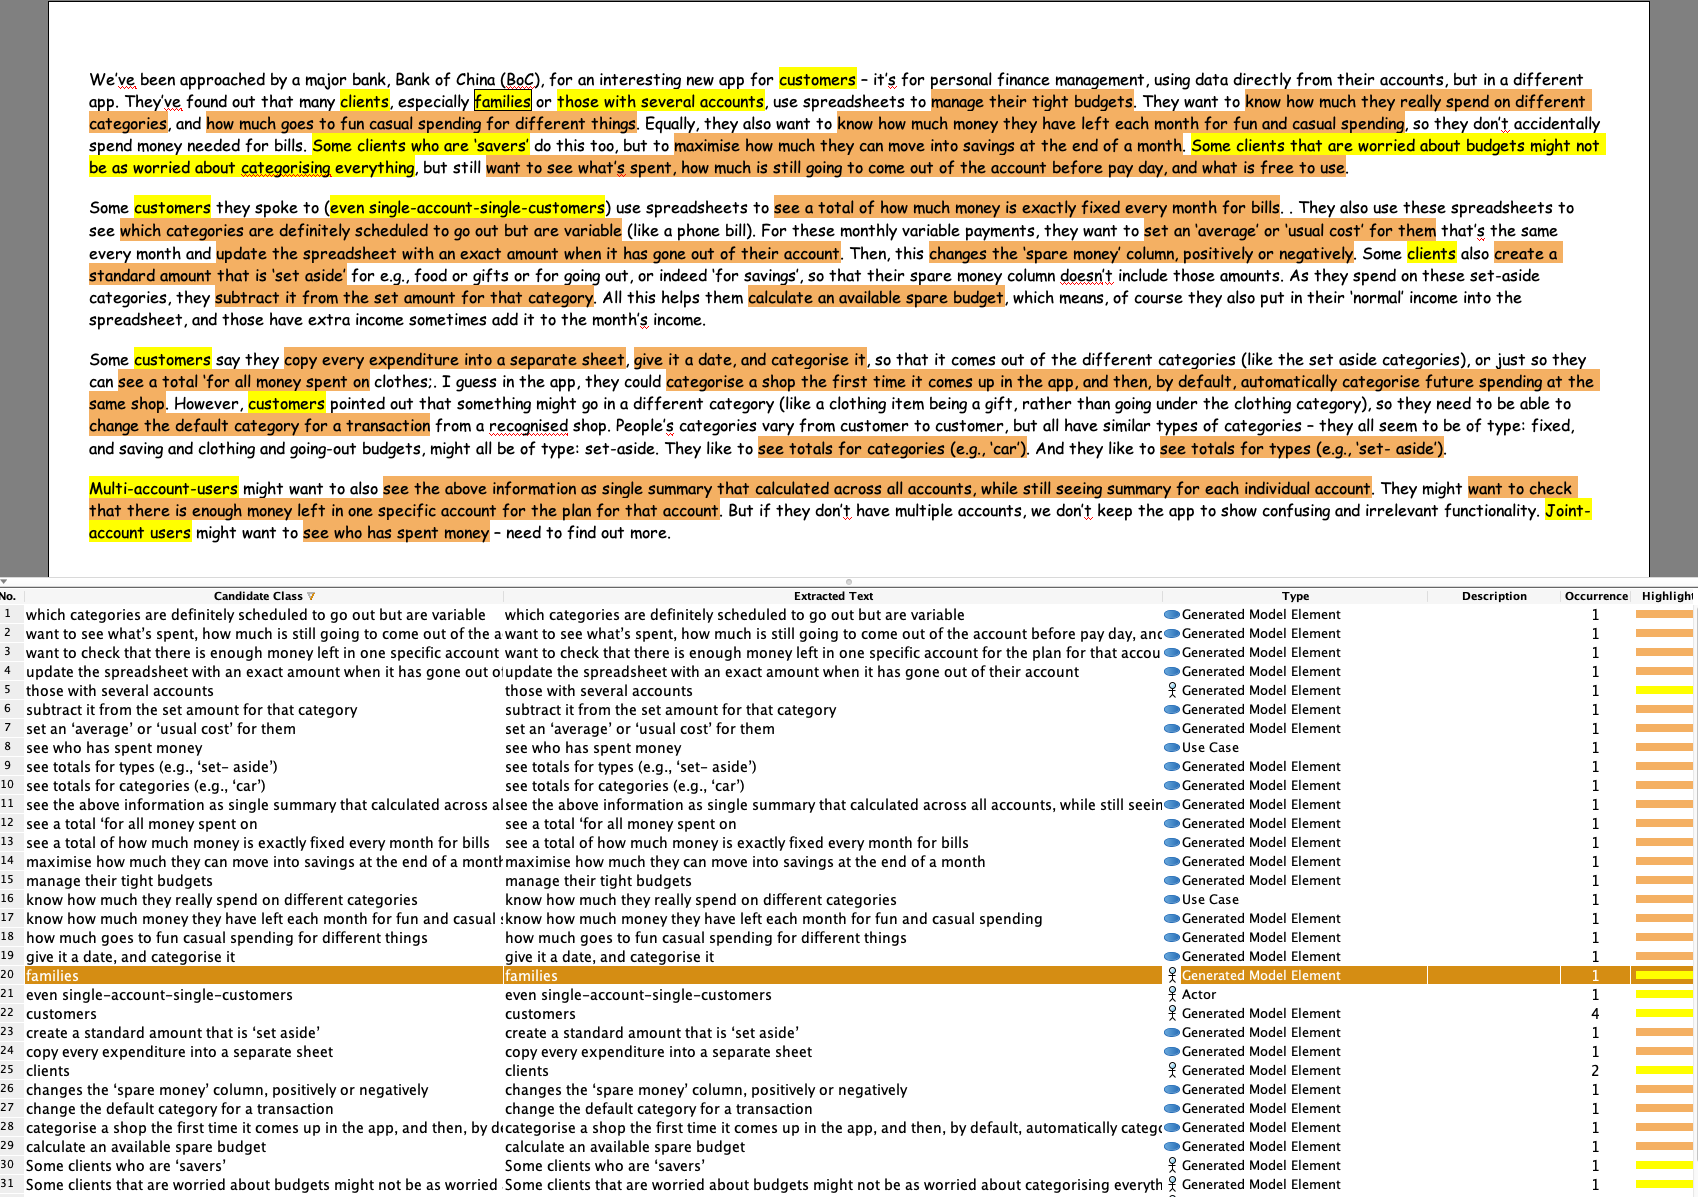 We've been approached by a major bank, Bank of China (BoC), for an interesting new app for customers – it's for personal finance management, using data directly from their accounts, but in a different
app. They've found out that many clients, especially families or those with several accounts, use spreadsheets to manage their tight budgets. They want to know how much they really spend on different
categories, and how much goes to fun casual spending for different things. Equally, they also want to know how much money they have left each month for fun and casual spending, so they don't accidentally
spend money needed for bills. Some clients who are 'savers' do this too, but to maximise how much they can move into savings at the end of a month. Some clients that are worried about budgets might not
be as worried about categorising everything, but still want to see what's spent, how much is still going to come out of the account before pay day, and what is free to use.
Some customers they spoke to (even single-account-single-customers) use spreadsheets to see a total of how much money is exactly fixed every month for bills. . They also use these spreadsheets to
see which categories are definitely scheduled to go out but are variable (like a phone bill). For these monthly variable payments, they want to set an 'average' or 'usual cost' for them that's the same
every month and update the spreadsheet with an exact amount when it has gone out of their account. Then, this changes the 'spare money' column, positively or negatively. Some clients also create a
standard amount that is 'set aside' for e.g., food or gifts or for going out, or indeed 'for savings', so that their spare money column doesn't include those amounts. As they spend on these set-aside
categories, they subtract it from the set amount for that category. All this helps them calculate an available spare budget, which means, of course they also put in their 'normal' income into the
spreadsheet, and those have extra income sometimes add it to the month's income.
Some customers say they copy every expenditure into a separate sheet, give it a date, and categorise it, so that it comes out of the different categories (like the set aside categories), or just so they
can see a total 'for all money spent on clothes;. I guess in the app, they could categorise a shop the first time it comes up in the app, and then, by default, automatically categorise future spending at the
same shop. However, customers pointed out that something might go in a different category (like a clothing item being a gift, rather than going under the clothing category), so they need to be able to
change the default category for a transaction from a recognised shop. People's categories vary from customer to customer, but all have similar types of categories – they all seem to be of type: fixed,
and saving and clothing and going-out budgets, might all be of type: set-aside. They like to see totals for categories (e.g., 'car'). And they like to see totals for types (e.g., 'set- aside').
Multi-account-users might want to also see the above information as single summary that calculated across all accounts, while still seeing summary for each individual account. They might want to check
that there is enough money left in one specific account for the plan for that account. But if they don't have multiple accounts, we don't keep the app to show confusing and irrelevant functionality. Joint-
account users might want to see who has spent money – need to find out more.
No. Candidate Class Extracted Text Type Description Occurrence Highlight
1 which categories are definitely scheduled to go out but are variable which categories are definitely scheduled to go out but are variable Generated Model Element 1
2 want to see what's spent, how much is still going to come out of the a want to see what's spent, how much is still going to come out of the account before pay day, and Generated Model Element 1
3 want to check that there is enough money left in one specific account want to check that there is enough money left in one specific account for the plan for that accou Generated Model Element 1
4 update the spreadsheet with an exact amount when it has gone out of update the spreadsheet with an exact amount when it has gone out of their account Generated Model Element 1
5 those with several accounts those with several accounts Generated Model Element 1
6 subtract it from the set amount for that category subtract it from the set amount for that category Generated Model Element 1
7 set an 'average' or 'usual cost' for them set an 'average' or 'usual cost' for them Generated Model Element 1
8 see who has spent money see who has spent money Use Case 1
9 see totals for types (e.g., 'set- aside') see totals for types (e.g., 'set- aside') Generated Model Element 1
10 see totals for categories (e.g., 'car') see totals for categories (e.g., 'car') Generated Model Element 1
11 see the above information as single summary that calculated across al see the above information as single summary that calculated across all accounts, while still seein Generated Model Element 1
12 see a total 'for all money spent on see a total 'for all money spent on Generated Model Element 1
13 see a total of how much money is exactly fixed every month for bills see a total of how much money is exactly fixed every month for bills Generated Model Element 1
14 maximise how much they can move into savings at the end of a month maximise how much they can move into savings at the end of a month Generated Model Element 1
15 manage their tight budgets manage their tight budgets Generated Model Element 1
16 know how much they really spend on different categories know how much they really spend on different categories Use Case 1
17 know how much money they have left each month for fun and casual s know how much money they have left each month for fun and casual spending Generated Model Element 1
18 how much goes to fun casual spending for different things how much goes to fun casual spending for different things Generated Model Element 1
19 give it a date, and categorise it give it a date, and categorise it Generated Model Element 1
20 families families Generated Model Element 1
21 even single-account-single-customers even single-account-single-customers Actor 1
22 customers customers Generated Model Element 4
23 create a standard amount that is 'set aside' create a standard amount that is 'set aside' Generated Model Element 1
24 copy every expenditure into a separate sheet copy every expenditure into a separate sheet Generated Model Element 1
25 clients clients Generated Model Element 2
26 changes the 'spare money' column, positively or negatively changes the 'spare money' column, positively or negatively Generated Model Element 1
27 change the default category for a transaction change the default category for a transaction Generated Model Element 1
28 categorise a shop the first time it comes up in the app, and then, by de categorise a shop the first time it comes up in the app, and then, by default, automatically catego Generated Model Element 1
29 calculate an available spare budget calculate an available spare budget Generated Model Element 1
30 Some clients who are 'savers' Some clients who are 'savers' Generated Model Element 1
31 Some clients that are worried about budgets might not be as worried Some clients that are worried about budgets might not be as worried about categorising everyth Generated Model Element 1